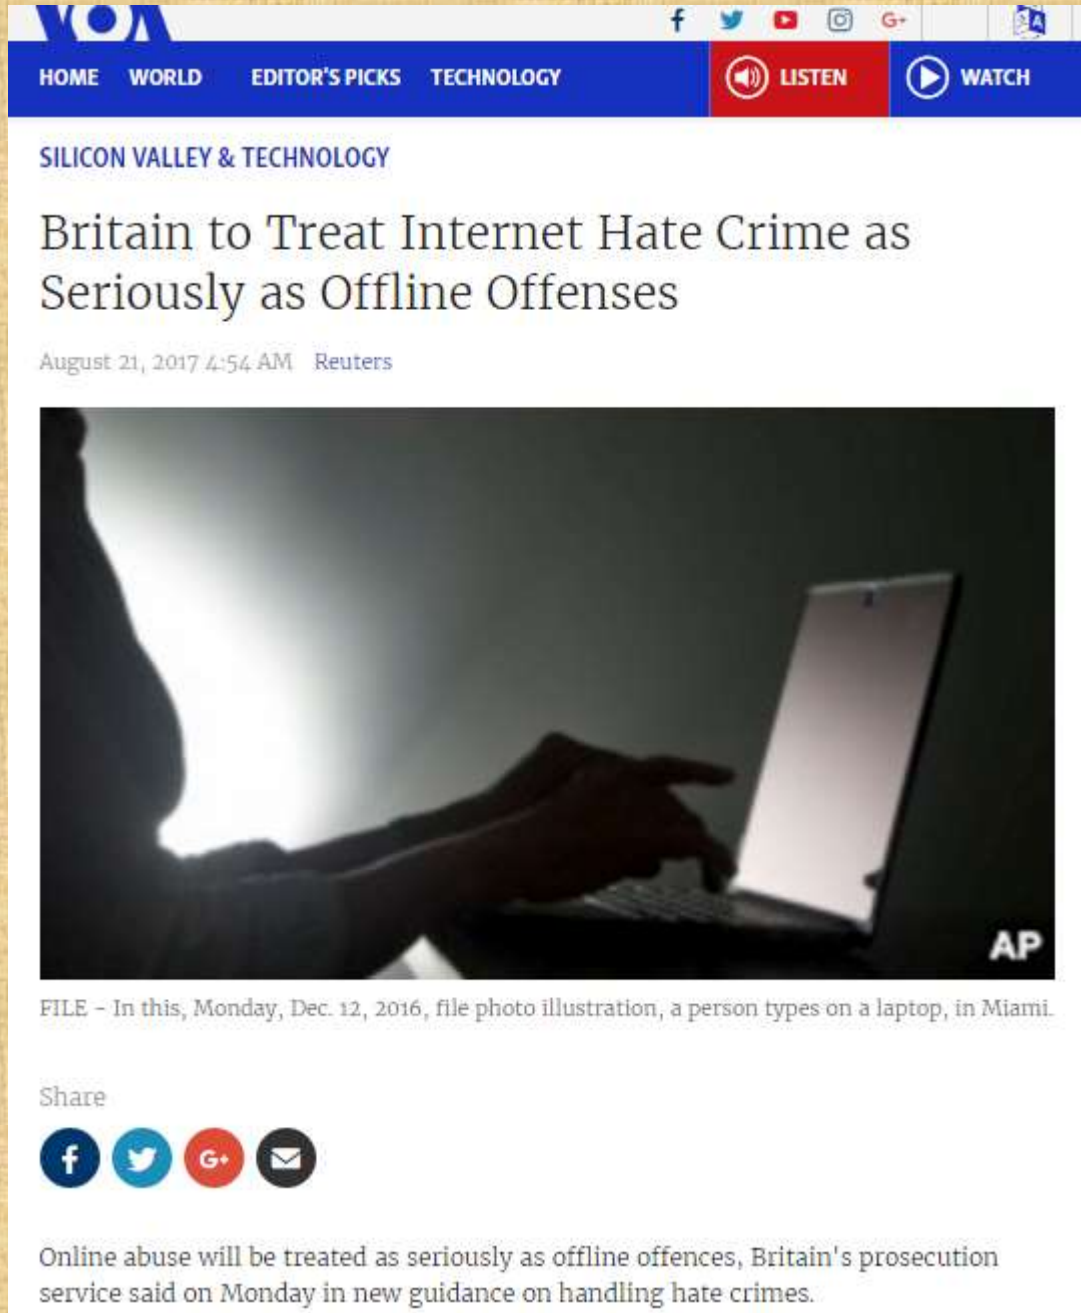 VOA
HOME WORLD EDITOR'S PICKS TECHNOLOGY LISTEN WATCH
SILICON VALLEY & TECHNOLOGY
Britain to Treat Internet Hate Crime as
Seriously as Offline Offenses
August 21, 2017 4:54 AM Reuters
AP
FILE - In this, Monday, Dec. 12, 2016, file photo illustration, a person types on a laptop, in Miami.
Share
Online abuse will be treated as seriously as offline offences, Britain's prosecution
service said on Monday in new guidance on handling hate crimes.